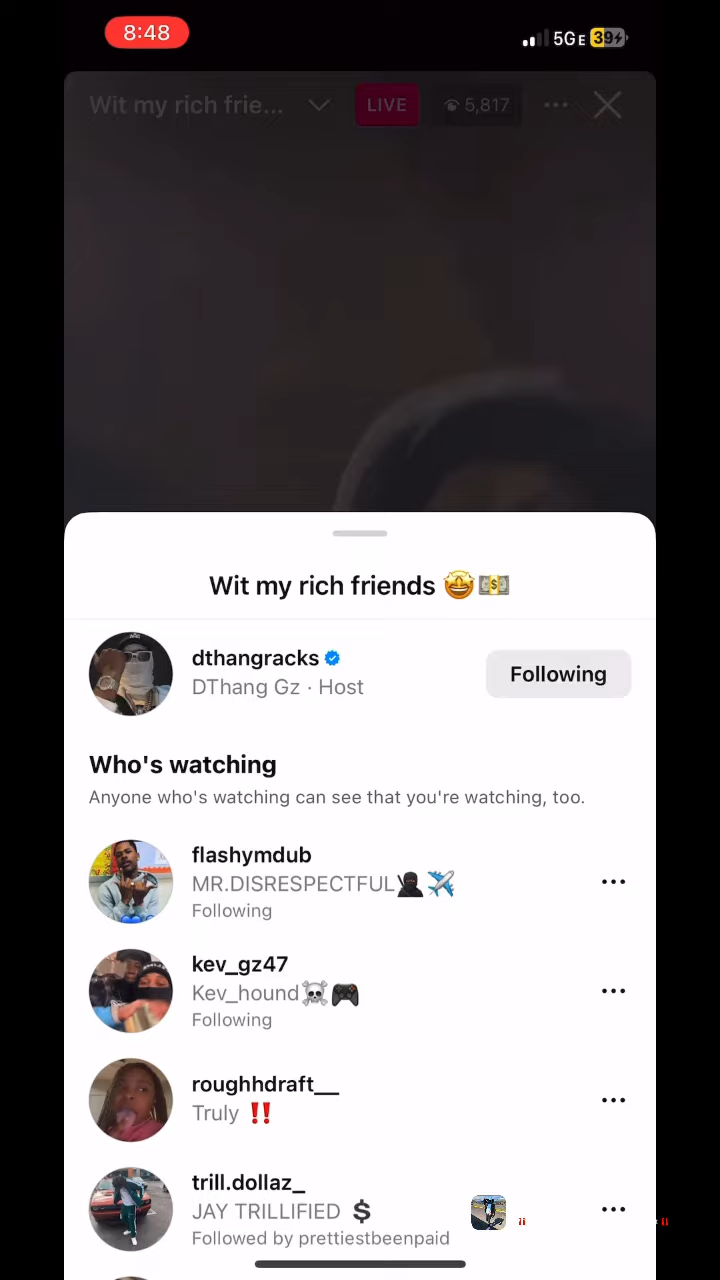 8:48
5GE 39
Wit my rich frie... LIVE 5,817
Wit my rich friends 🤩💵
dthangracks
DThang Gz · Host
Following
Who's watching
Anyone who's watching can see that you're watching, too.
flashymdub
MR.DISRESPECTFUL🥷✈️
Following
kev_gz47
Kev_hound☠️🎮
Following
roughhdraft__
Truly ‼️
trill.dollaz_
JAY TRILLIFIED 💲
Followed by prettiestbeenpaid